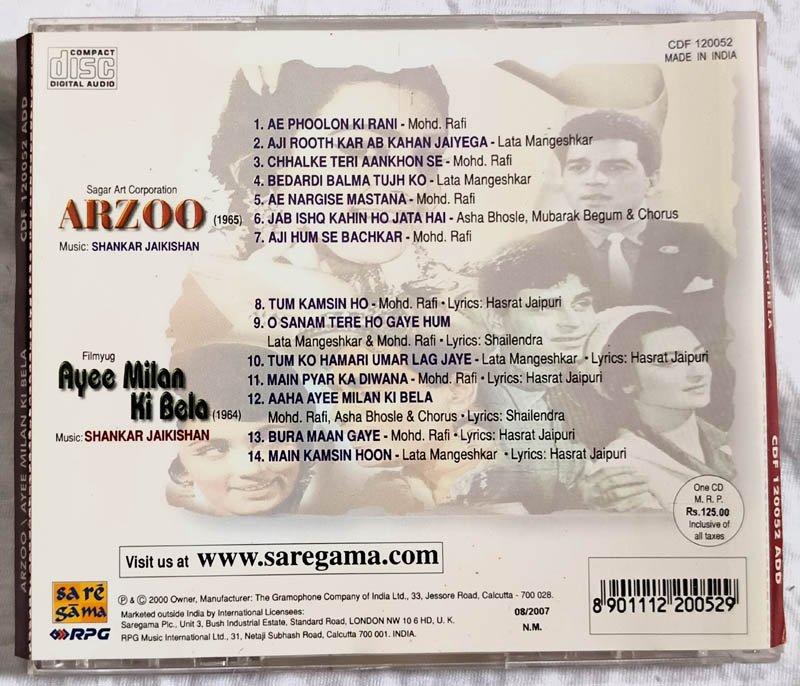 COMPACT
disc
DIGITAL AUDIO
CDF 120052
MADE IN INDIA
1. AE PHOOLON KI RANI - Mohd. Rafi
2. AJI ROOTH KAR AB KAHAN JAIYEGA - Lata Mangeshkar
3. CHHALKE TERI AANKHON SE - Mohd. Rafi
4. BEDARDI BALMA TUJH KO - Lata Mangeshkar
5. AE NARGISE MASTANA - Mohd. Rafi
6. JAB ISHQ KAHIN HO JATA HAI - Asha Bhosle, Mubarak Begum & Chorus
7. AJI HUM SE BACHKAR - Mohd. Rafi
Sagar Art Corporation
ARZOO (1965)
Music: SHANKAR JAIKISHAN
8. TUM KAMSIN HO - Mohd. Rafi • Lyrics: Hasrat Jaipuri
9. O SANAM TERE HO GAYE HUM
Lata Mangeshkar & Mohd. Rafi • Lyrics: Shailendra
10. TUM KO HAMARI UMAR LAG JAYE - Lata Mangeshkar • Lyrics: Hasrat Jaipuri
11. MAIN PYAR KA DIWANA - Mohd. Rafi • Lyrics: Hasrat Jaipuri
12. AAHA AYEE MILAN KI BELA
Mohd. Rafi, Asha Bhosle & Chorus • Lyrics: Shailendra
13. BURA MAAN GAYE - Mohd. Rafi • Lyrics: Hasrat Jaipuri
14. MAIN KAMSIN HOON - Lata Mangeshkar • Lyrics: Hasrat Jaipuri
Filmyug
Ayee Milan
Ki Bela (1964)
Music: SHANKAR JAIKISHAN
One CD
M. R. P.
Rs.125.00
Inclusive of
all taxes
Visit us at www.saregama.com
sa rē
gāma
RPG
℗ & © 2000 Owner, Manufacturer: The Gramophone Company of India Ltd., 33, Jessore Road, Calcutta - 700 028.
Marketed outside India by International Licensees:
Saregama Plc., Unit 3, Bush Industrial Estate, Standard Road, LONDON NW 10 6 HD, U. K.
RPG Music International Ltd., 31, Netaji Subhash Road, Calcutta 700 001. INDIA.
08/2007
N.M.
8 901112 200529
ARZOO \ AYEE MILAN KI BELA
CDF 120052 ADD
MILAN KI BELA
CDF 120052 ADD